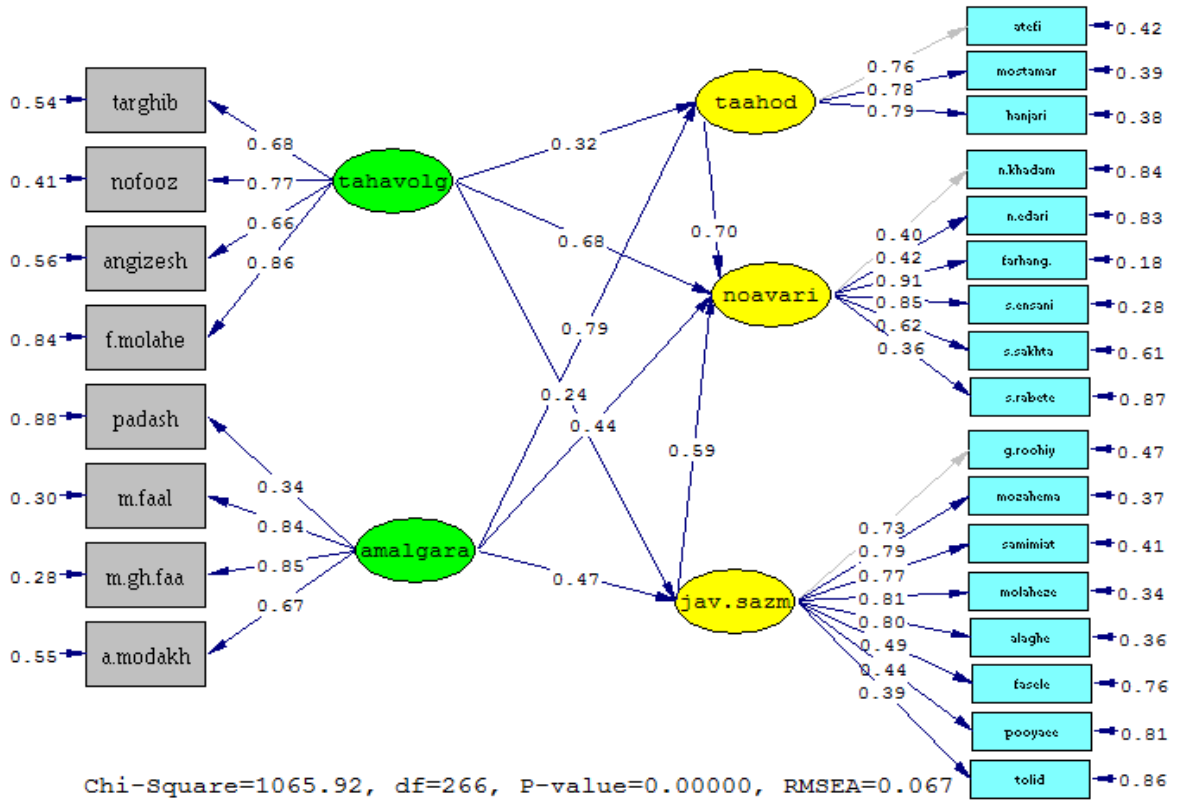 0.54
targhib
0.41
nofooz
0.56
angizesh
0.84
f.molahe
0.88
padash
0.30
m.faal
0.28
m.gh.faa
0.55
a.modakh
0.68
0.77
0.66
0.86
0.34
0.84
0.85
0.67
tahavolg
amalgara
0.32
0.68
0.24
0.79
0.44
0.47
0.70
0.59
taahod
noavari
jav.sazm
0.76
0.78
0.79
0.40
0.42
0.91
0.85
0.62
0.36
0.73
0.79
0.77
0.81
0.80
0.49
0.44
0.39
atefi
0.42
mostamar
0.39
hanjari
0.38
n.khadam
0.84
n.edari
0.83
farhang.
0.18
s.ensani
0.28
s.sakhta
0.61
s.rabete
0.87
g.roohiy
0.47
mozahema
0.37
samimiat
0.41
molaheze
0.34
alaghe
0.36
fasele
0.76
pooyaee
0.81
tolid
0.86
Chi-Square=1065.92, df=266, P-value=0.00000, RMSEA=0.067